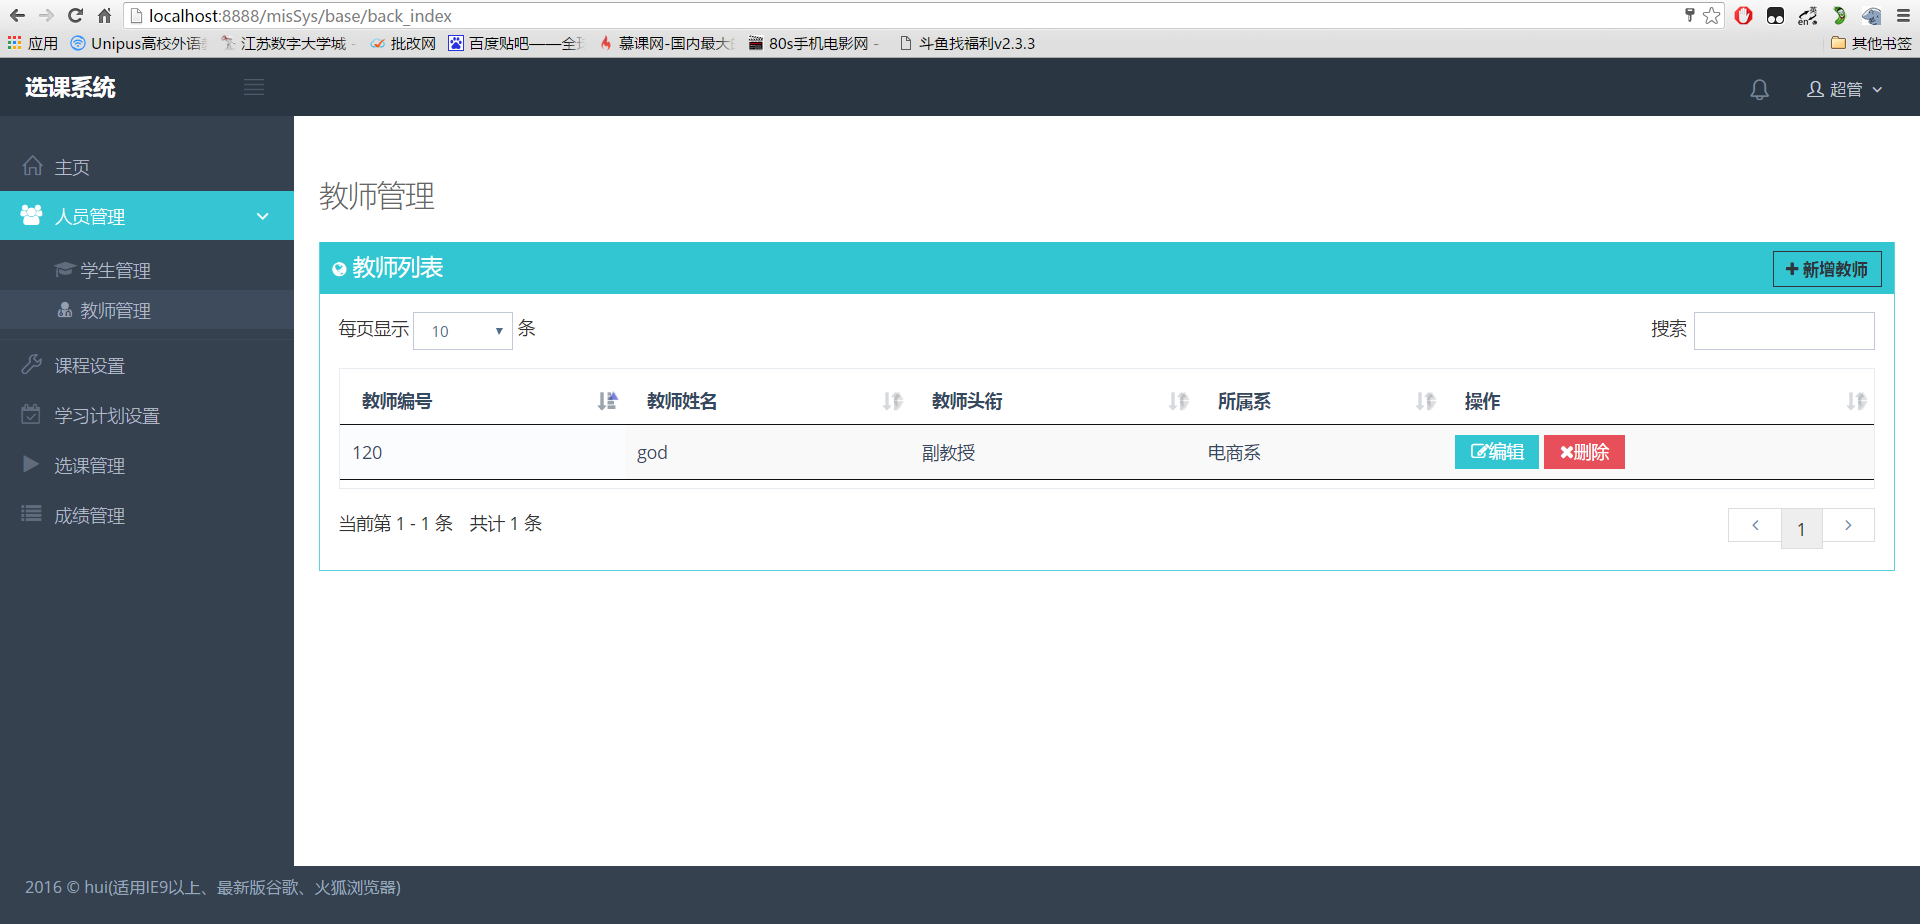 localhost:8888/misSys/base/back_index
应用 Unipus高校外语 江苏数字大学城 - 批改网 百度贴吧——全 慕课网-国内最大 80s手机电影网 - 斗鱼找福利v2.3.3 其他书签
选课系统 超管
主页
人员管理
学生管理
教师管理
课程设置
学习计划设置
选课管理
成绩管理
教师管理
教师列表 新增教师
每页显示 10 条 搜索
教师编号 教师姓名 教师头衔 所属系 操作
120 god 副教授 电商系 编辑 删除
当前第 1 - 1 条 共计 1 条 1
2016 © hui(适用IE9以上、最新版谷歌、火狐浏览器)